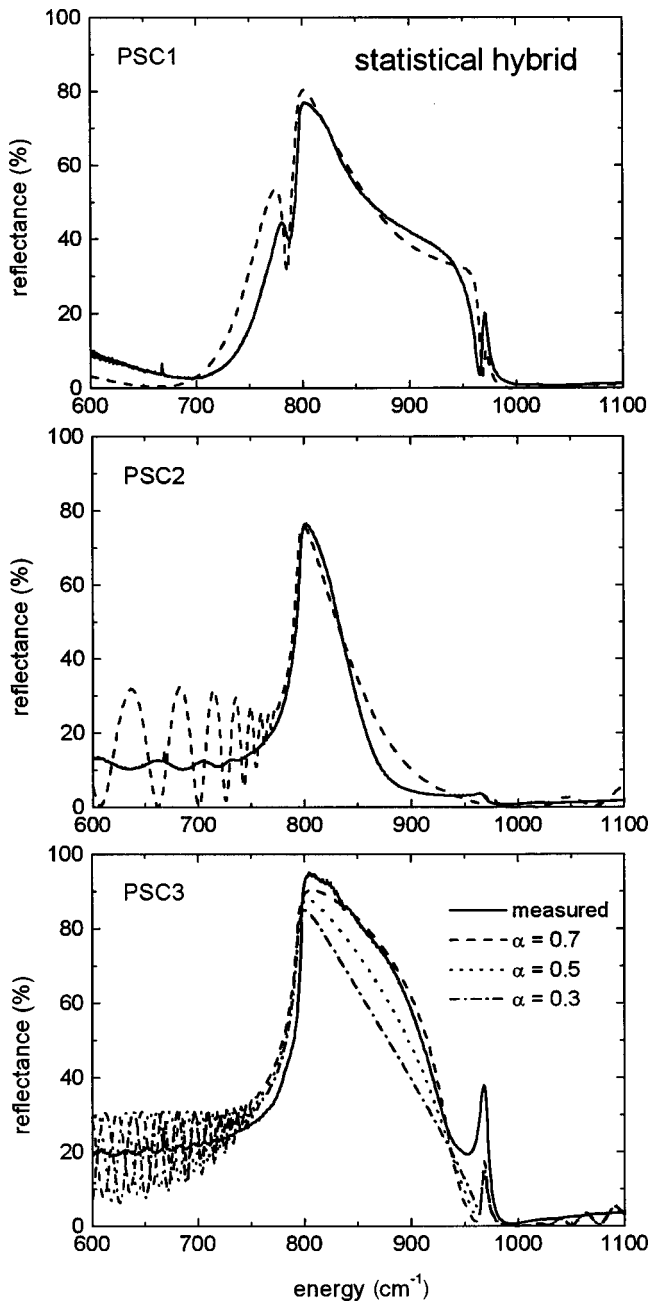 100
80
60
40
20
0
reflectance (%)
PSC1
statistical hybrid
600 700 800 900 1000 1100
100
80
60
40
20
0
reflectance (%)
PSC2
600 700 800 900 1000 1100
100
80
60
40
20
0
reflectance (%)
PSC3
measured
α = 0.7
α = 0.5
α = 0.3
600 700 800 900 1000 1100
energy (cm⁻¹)